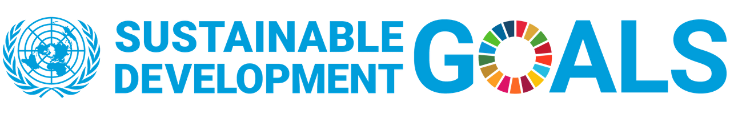 SUSTAINABLE
DEVELOPMENT
GOALS